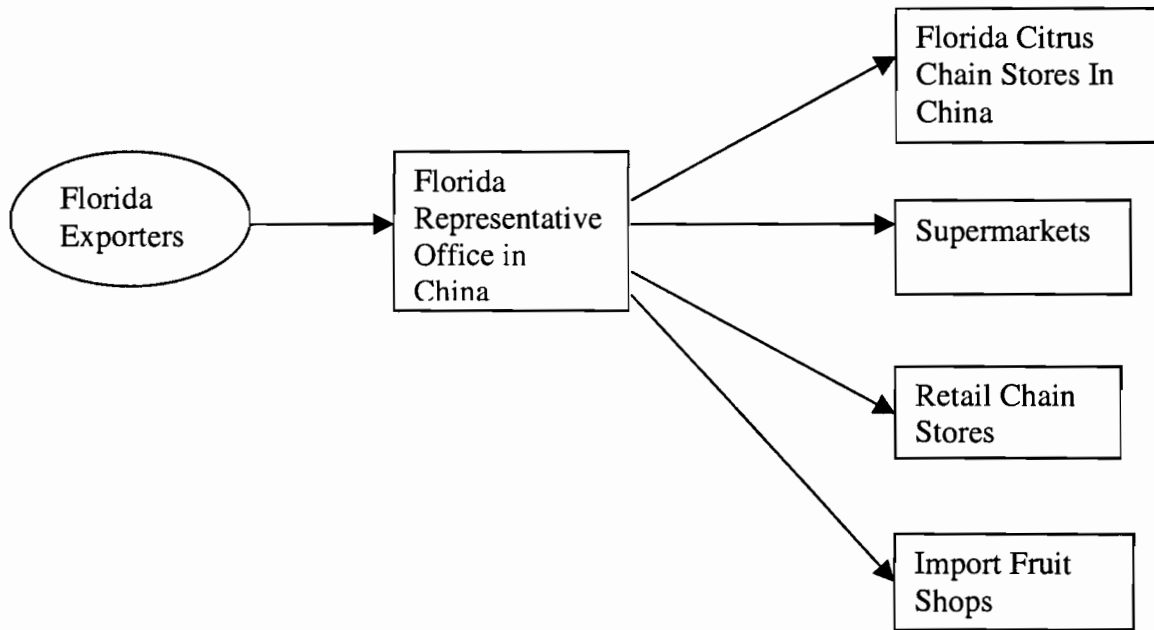 Florida
Exporters
Florida
Representative
Office in
China
Florida Citrus
Chain Stores In
China
Supermarkets
Retail Chain
Stores
Import Fruit
Shops